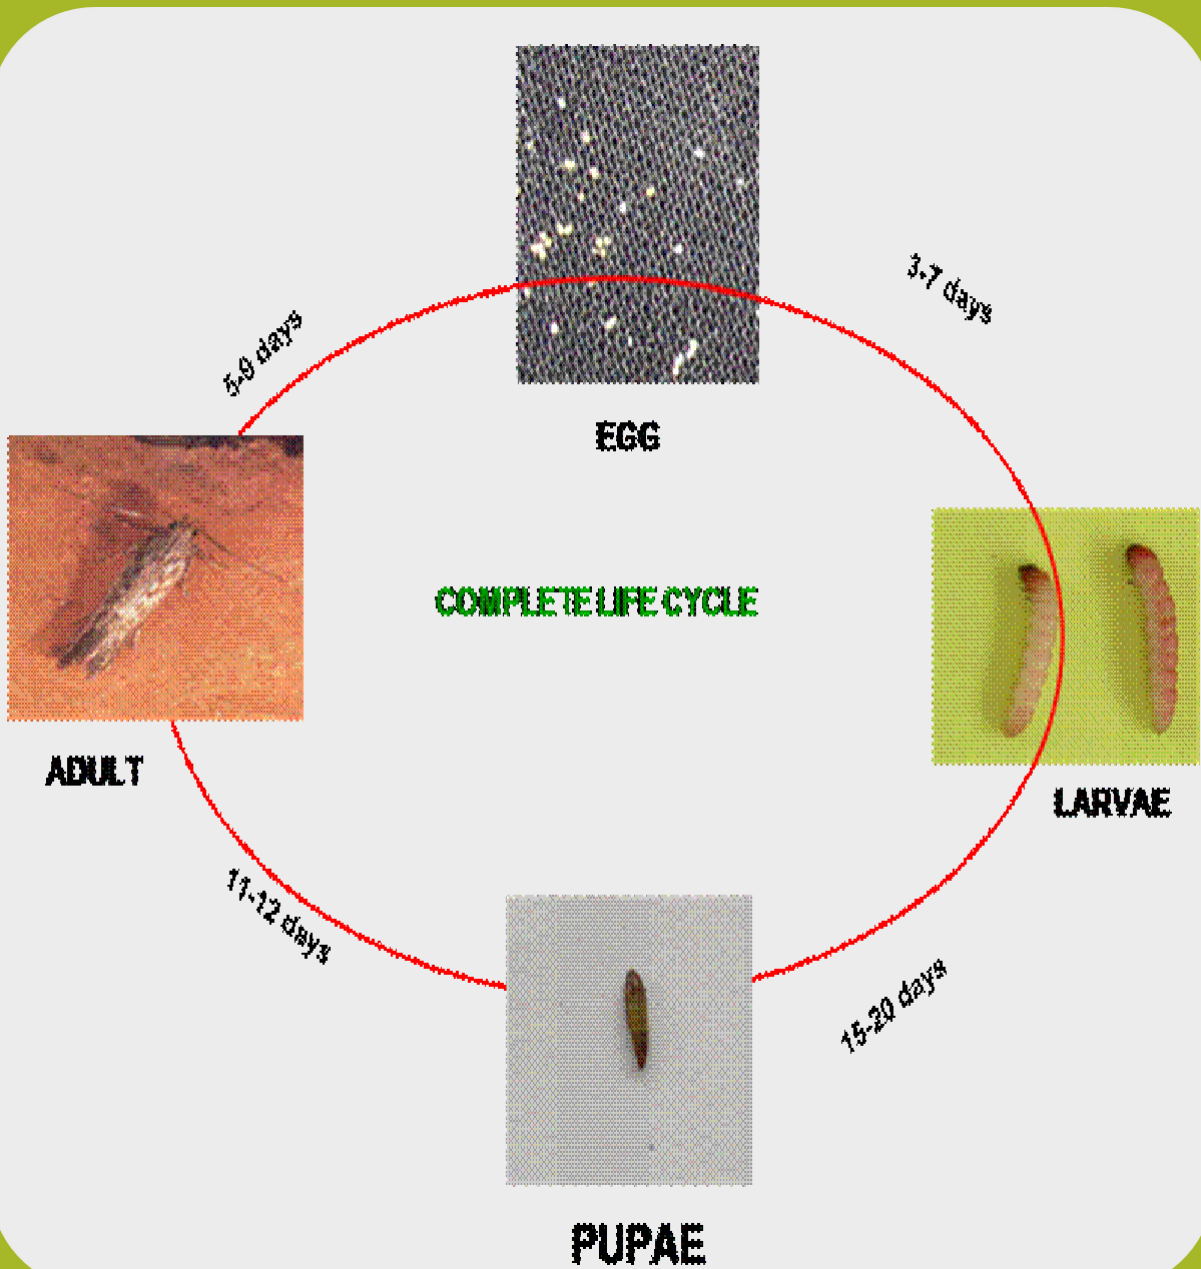 3-7 days
5-9 days
EGG
COMPLETE LIFE CYCLE
ADULT
LARVAE
11-12 days
15-20 days
PUPAE